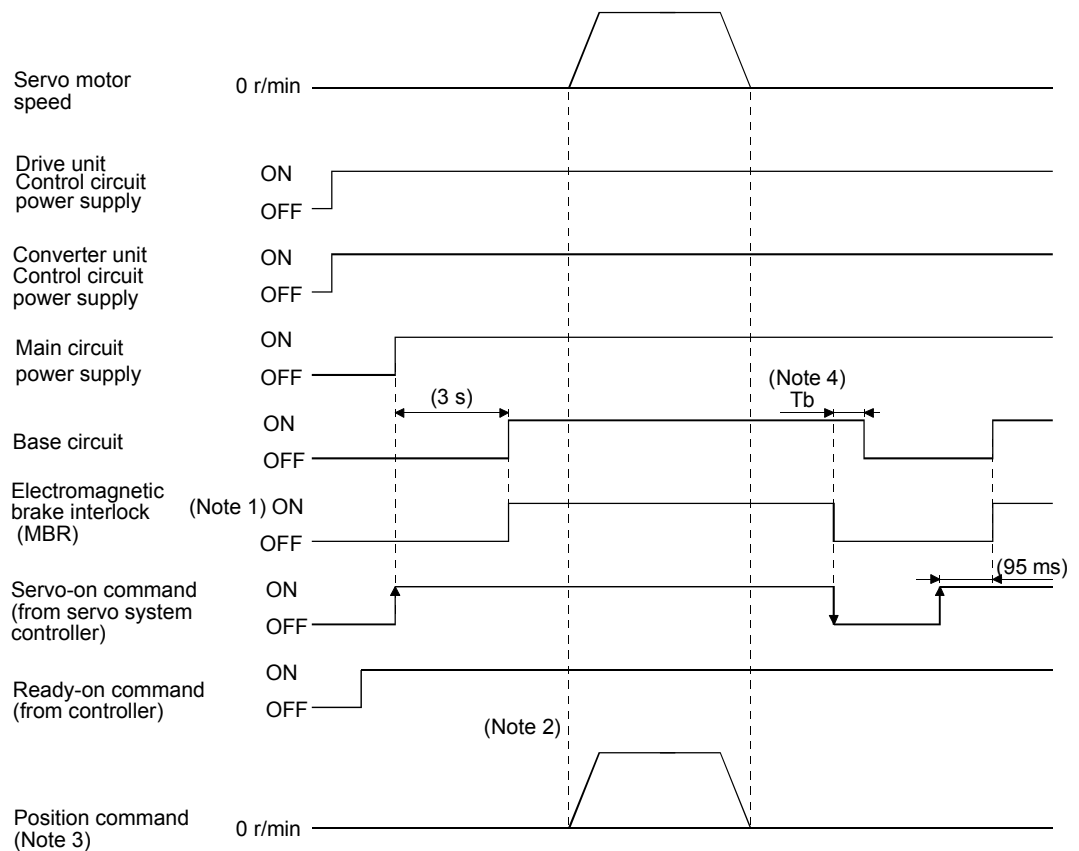 Servo motor
speed
0 r/min
Drive unit
Control circuit
power supply
ON
OFF
Converter unit
Control circuit
power supply
ON
OFF
Main circuit
power supply
ON
OFF
(3 s)
(Note 4)
Tb
Base circuit
ON
OFF
Electromagnetic
brake interlock
(MBR)
(Note 1) ON
OFF
(95 ms)
Servo-on command
(from servo system
controller)
ON
OFF
Ready-on command
(from controller)
ON
OFF
(Note 2)
Position command
(Note 3)
0 r/min